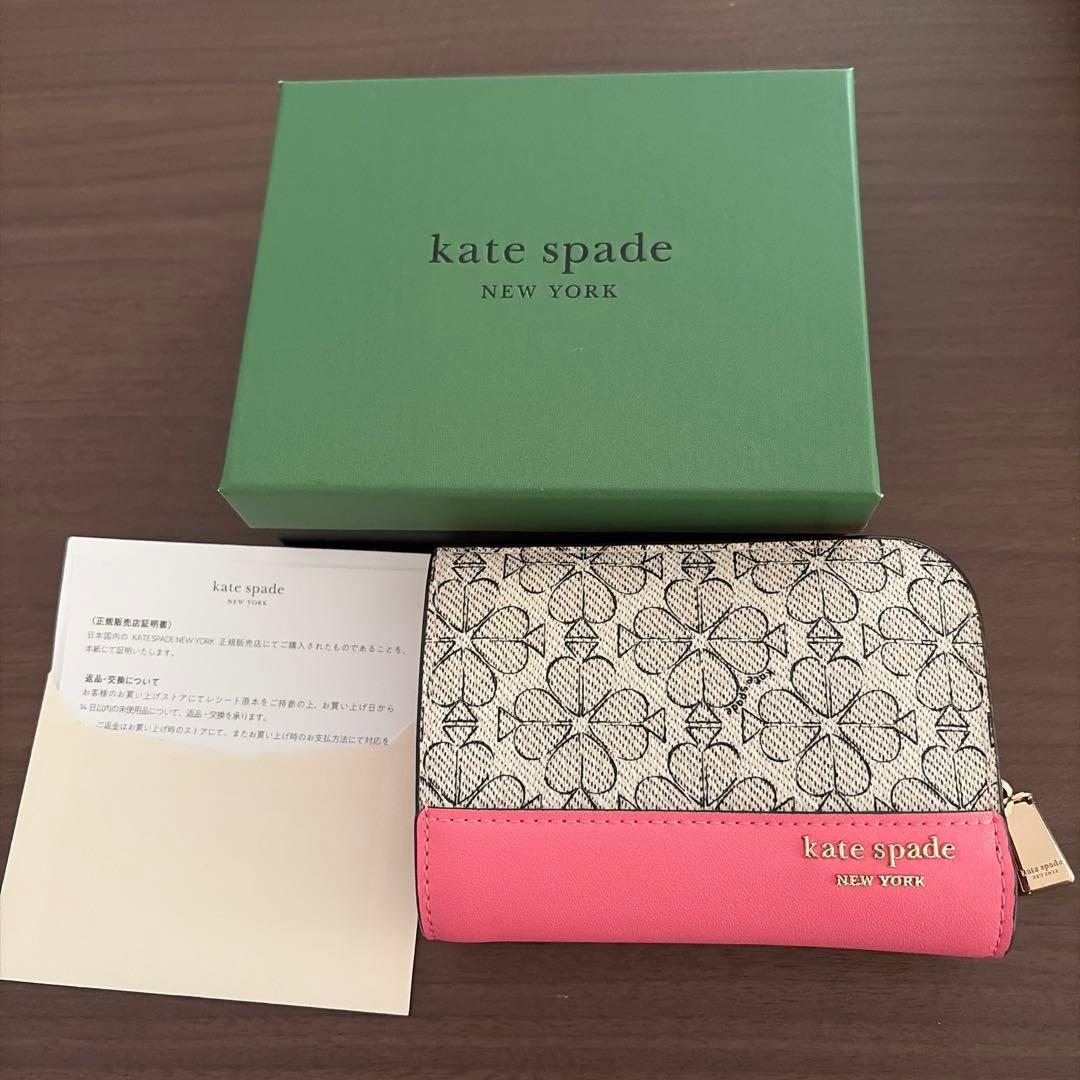 kate spade
NEW YORK
kate spade
NEW YORK
〈正規販売店証明書〉
日本国内の KATE SPADE NEW YORK 正規販売店にてご購入されたものであることを、
本紙にて証明いたします。
返品・交換について
お客様のお買い上げストアにてレシート原本をご持参の上、お買い上げ日から
14日以内の未使用品について、返品・交換を承ります。
ご返金はお買い上げ時のストアにて、またお買い上げ時のお支払方法にて対応を
kate spade
kate spade
NEW YORK
kate spade
NEW YORK